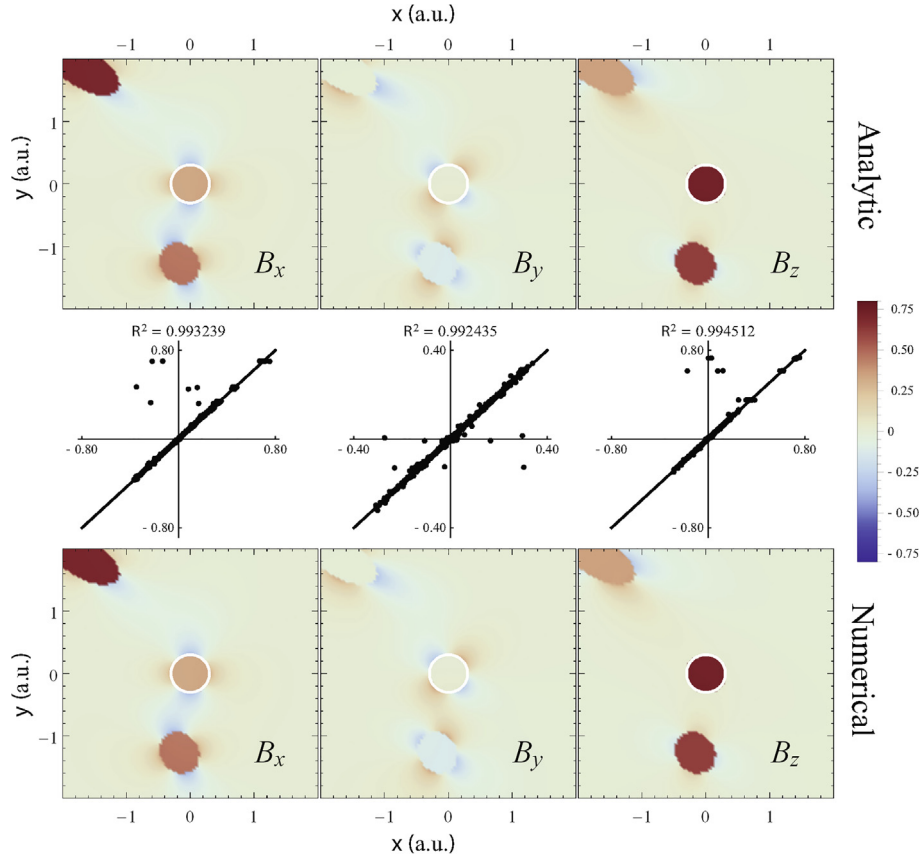 x (a.u.)
−1 0 1 −1 0 1 −1 0 1
y (a.u.)
1
0
−1
Bx By Bz
Analytic
R² = 0.993239 R² = 0.992435 R² = 0.994512
0.80 0.40 0.80
- 0.80 0.80 - 0.40 0.40 - 0.80 0.80
- 0.80 - 0.40 - 0.80
0.75
0.50
0.25
0
- 0.25
- 0.50
- 0.75
y (a.u.)
1
0
−1
Bx By Bz
Numerical
−1 0 1 −1 0 1 −1 0 1
x (a.u.)